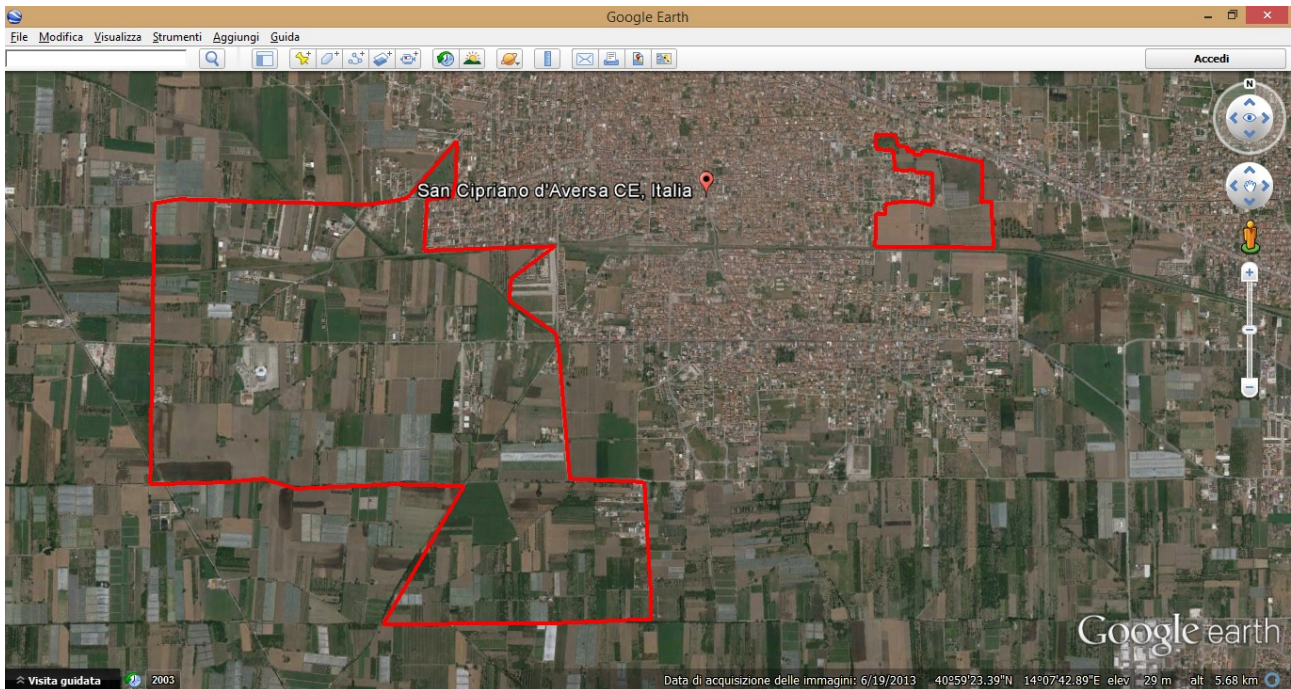 Google Earth
File Modifica Visualizza Strumenti Aggiungi Guida
Accedi
N
San Cipriano d'Aversa CE, Italia
Google earth
Visita guidata 2003 Data di acquisizione delle immagini: 6/19/2013 40°59'23.39"N 14°07'42.89"E elev 29 m alt 5.68 km